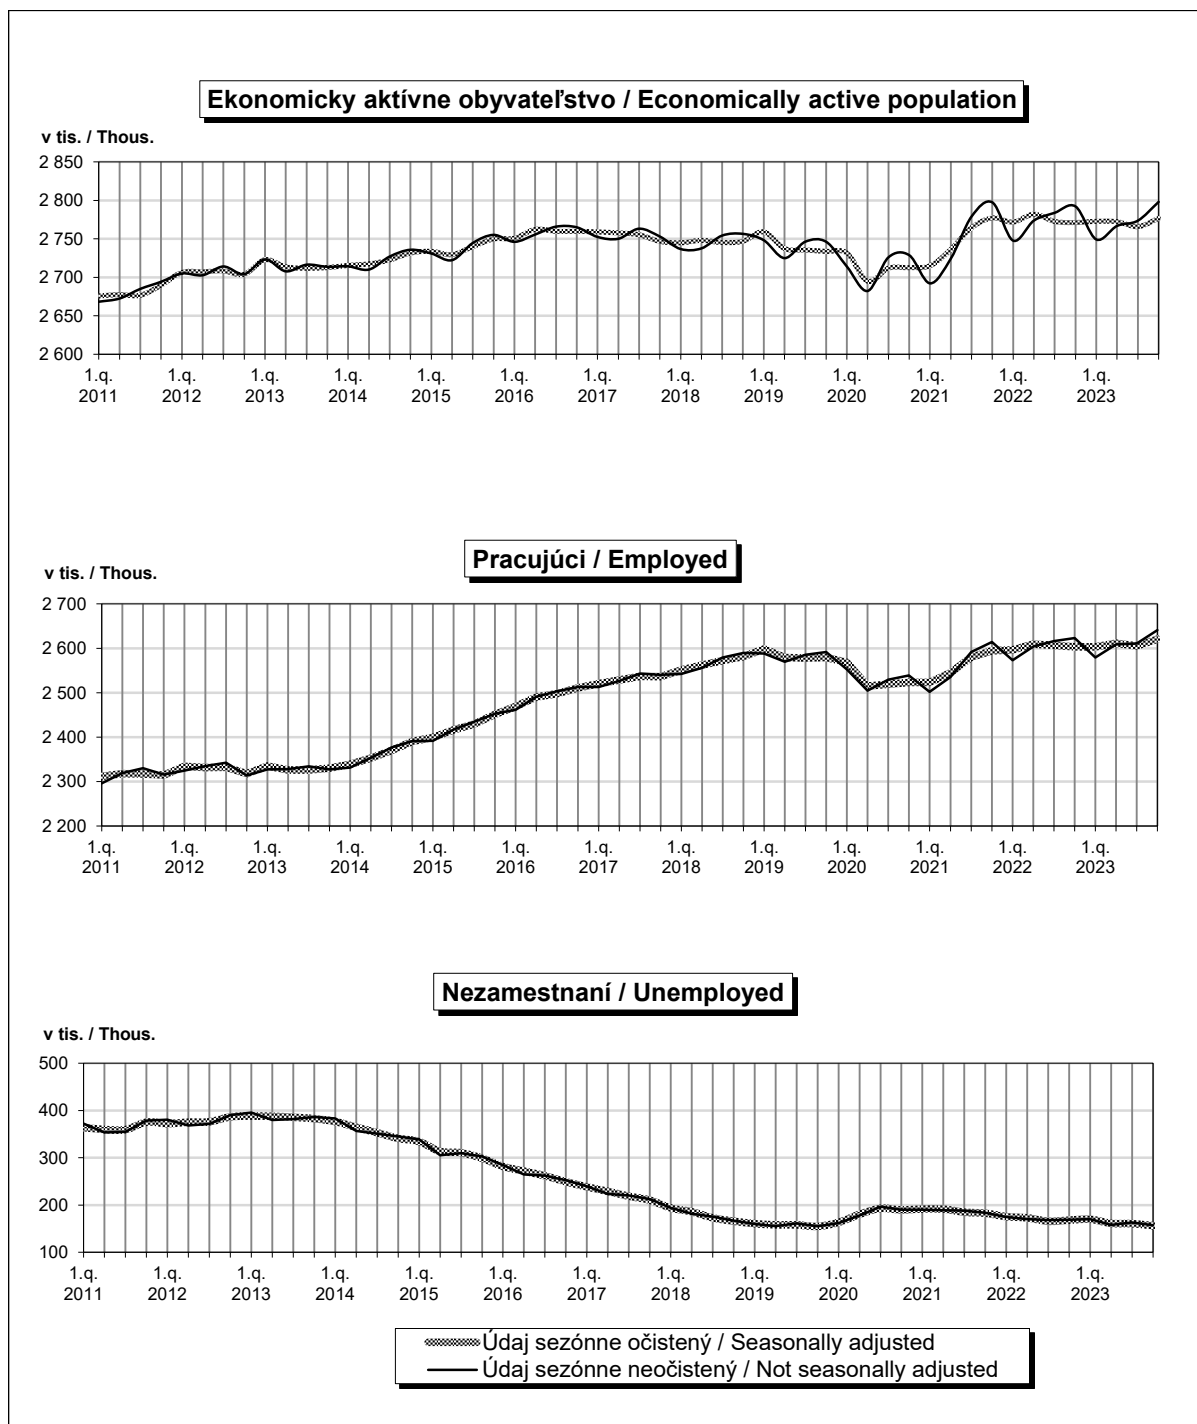 Ekonomicky aktívne obyvateľstvo / Economically active population
v tis. / Thous.
2 850
2 800
2 750
2 700
2 650
2 600
1.q. 1.q. 1.q. 1.q. 1.q. 1.q. 1.q. 1.q. 1.q. 1.q. 1.q. 1.q. 1.q.
2011 2012 2013 2014 2015 2016 2017 2018 2019 2020 2021 2022 2023
Pracujúci / Employed
v tis. / Thous.
2 700
2 600
2 500
2 400
2 300
2 200
1.q. 1.q. 1.q. 1.q. 1.q. 1.q. 1.q. 1.q. 1.q. 1.q. 1.q. 1.q. 1.q.
2011 2012 2013 2014 2015 2016 2017 2018 2019 2020 2021 2022 2023
Nezamestnaní / Unemployed
v tis. / Thous.
500
400
300
200
100
1.q. 1.q. 1.q. 1.q. 1.q. 1.q. 1.q. 1.q. 1.q. 1.q. 1.q. 1.q. 1.q.
2011 2012 2013 2014 2015 2016 2017 2018 2019 2020 2021 2022 2023
Údaj sezónne očistený / Seasonally adjusted
Údaj sezónne neočistený / Not seasonally adjusted